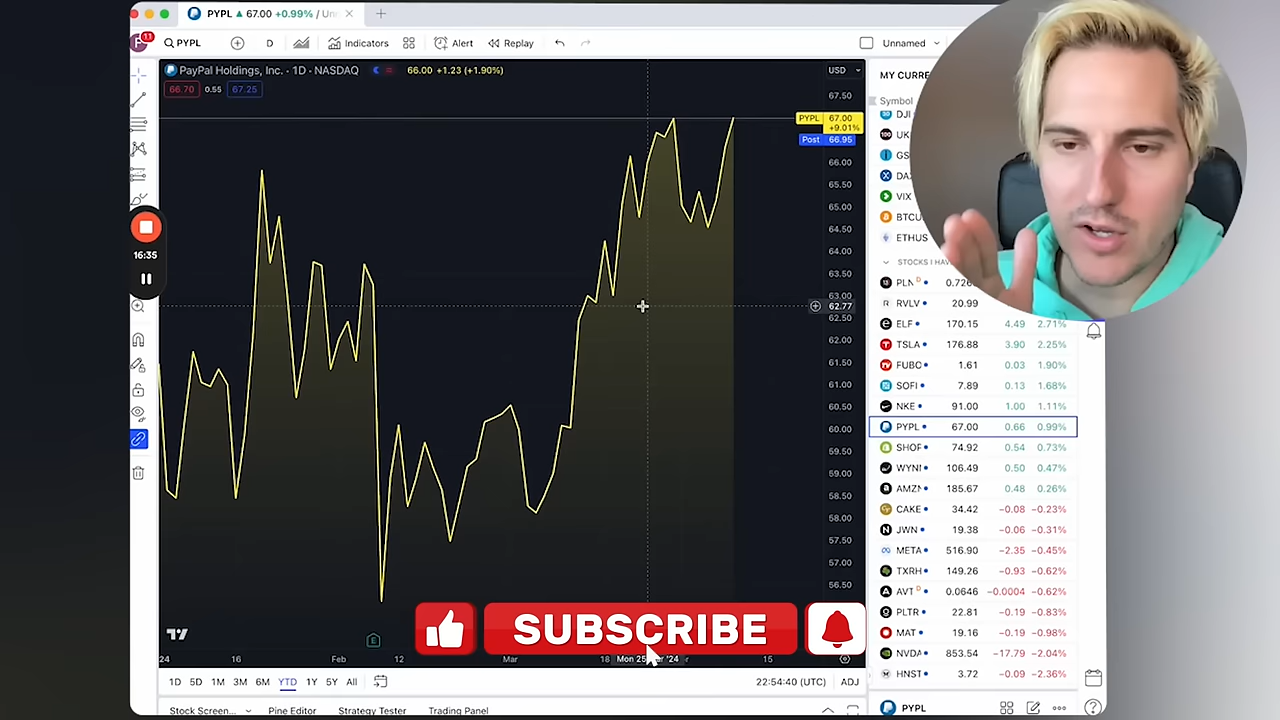 PYPL ▲ 67.00 +0.99% / Un
11
PYPL
D
Indicators
Alert
Replay
Unnamed
PayPal Holdings, Inc. · 1D · NASDAQ
66.00 +1.23 (+1.90%)
66.70
0.55
67.25
USD
67.50
PYPL 67.00
+9.01%
Post 66.95
66.00
65.50
65.00
64.50
64.00
63.50
63.00
62.77
62.50
62.00
61.50
61.00
60.50
60.00
59.50
59.00
58.50
58.00
57.50
57.00
56.50
16:35
MY CURRE
Symbol
DJI
UK
GS
DAX
VIX
BTCU
ETHUS
STOCKS I HAV
PLN D 0.726
RVLV 20.99
ELF 170.15 4.49 2.71%
TSLA 176.88 3.90 2.25%
FUBO 1.61 0.03 1.90%
SOFI 7.89 0.13 1.68%
NKE 91.00 1.00 1.11%
PYPL 67.00 0.66 0.99%
SHOP 74.92 0.54 0.73%
WYNN 106.49 0.50 0.47%
AMZN 185.67 0.48 0.26%
CAKE 34.42 −0.08 −0.23%
JWN 19.38 −0.06 −0.31%
META 516.90 −2.35 −0.45%
TXRH 149.26 −0.93 −0.62%
AVT D 0.0646 −0.0004 −0.62%
PLTR 22.81 −0.19 −0.83%
MAT 19.16 −0.19 −0.98%
NVDA 853.54 −17.79 −2.04%
HNST 3.72 −0.09 −2.36%
SUBSCRIBE
E
24
16
Feb
12
Mar
18
Mon 25
'24
15
1D 5D 1M 3M 6M YTD 1Y 5Y All
22:54:40 (UTC)
ADJ
Stock Screen...
Pine Editor
Strategy Tester
Trading Panel
PYPL